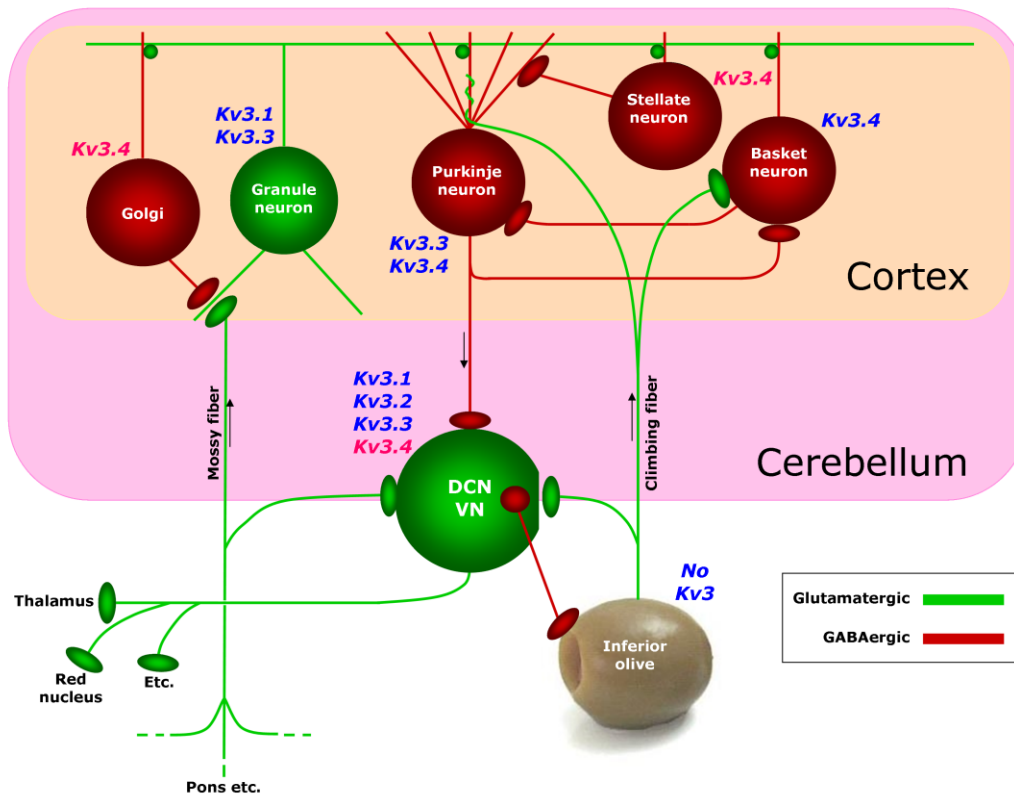 Kv3.4
Golgi
Kv3.1
Kv3.3
Granule
neuron
Purkinje
neuron
Kv3.3
Kv3.4
Stellate
neuron
Kv3.4
Basket
neuron
Kv3.4
Cortex
Mossy fiber
Kv3.1
Kv3.2
Kv3.3
Kv3.4
DCN
VN
Climbing fiber
Cerebellum
Thalamus
Red
nucleus
Etc.
Pons etc.
No
Kv3
Inferior
olive
Glutamatergic
GABAergic